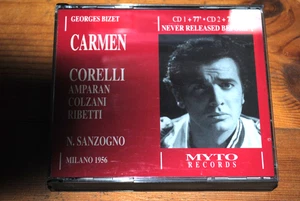 GEORGES BIZET
CARMEN
CORELLI
AMPARAN
COLZANI
RIBETTI
N. SANZOGNO
MILANO 1956
CD 1 + 77' • CD 2 + 7
NEVER RELEASED
MYTO
RECORDS